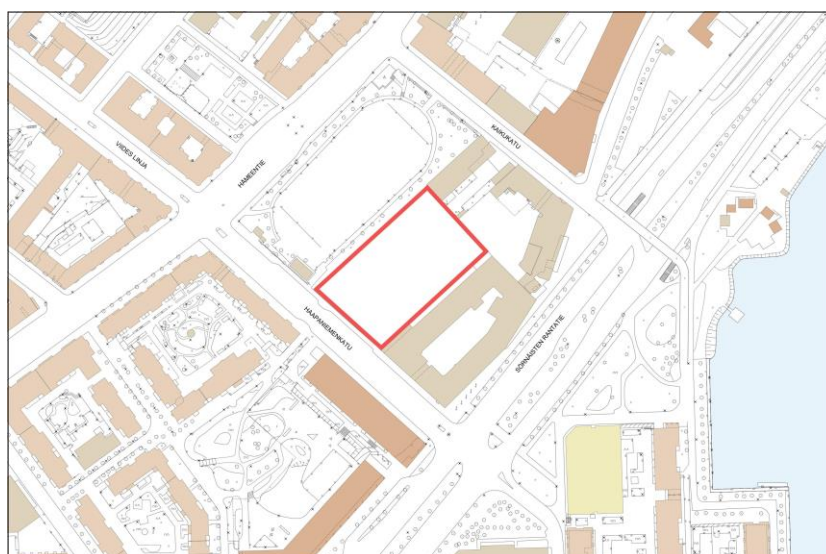 KAIKUKATU
VIIDES LINJA
HÄMEENTIE
HAAPANIEMENKATU
SÖRNÄISTEN RANTATIE